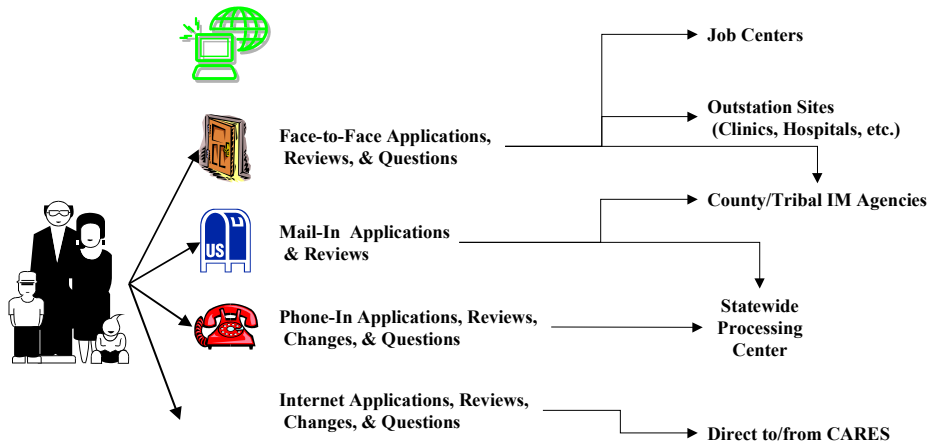 Job Centers
Outstation Sites
(Clinics, Hospitals, etc.)
Face-to-Face Applications,
Reviews, & Questions
County/Tribal IM Agencies
US
Mail-In Applications
& Reviews
Phone-In Applications, Reviews,
Changes, & Questions
Statewide
Processing
Center
Internet Applications, Reviews,
Changes, & Questions
Direct to/from CARES